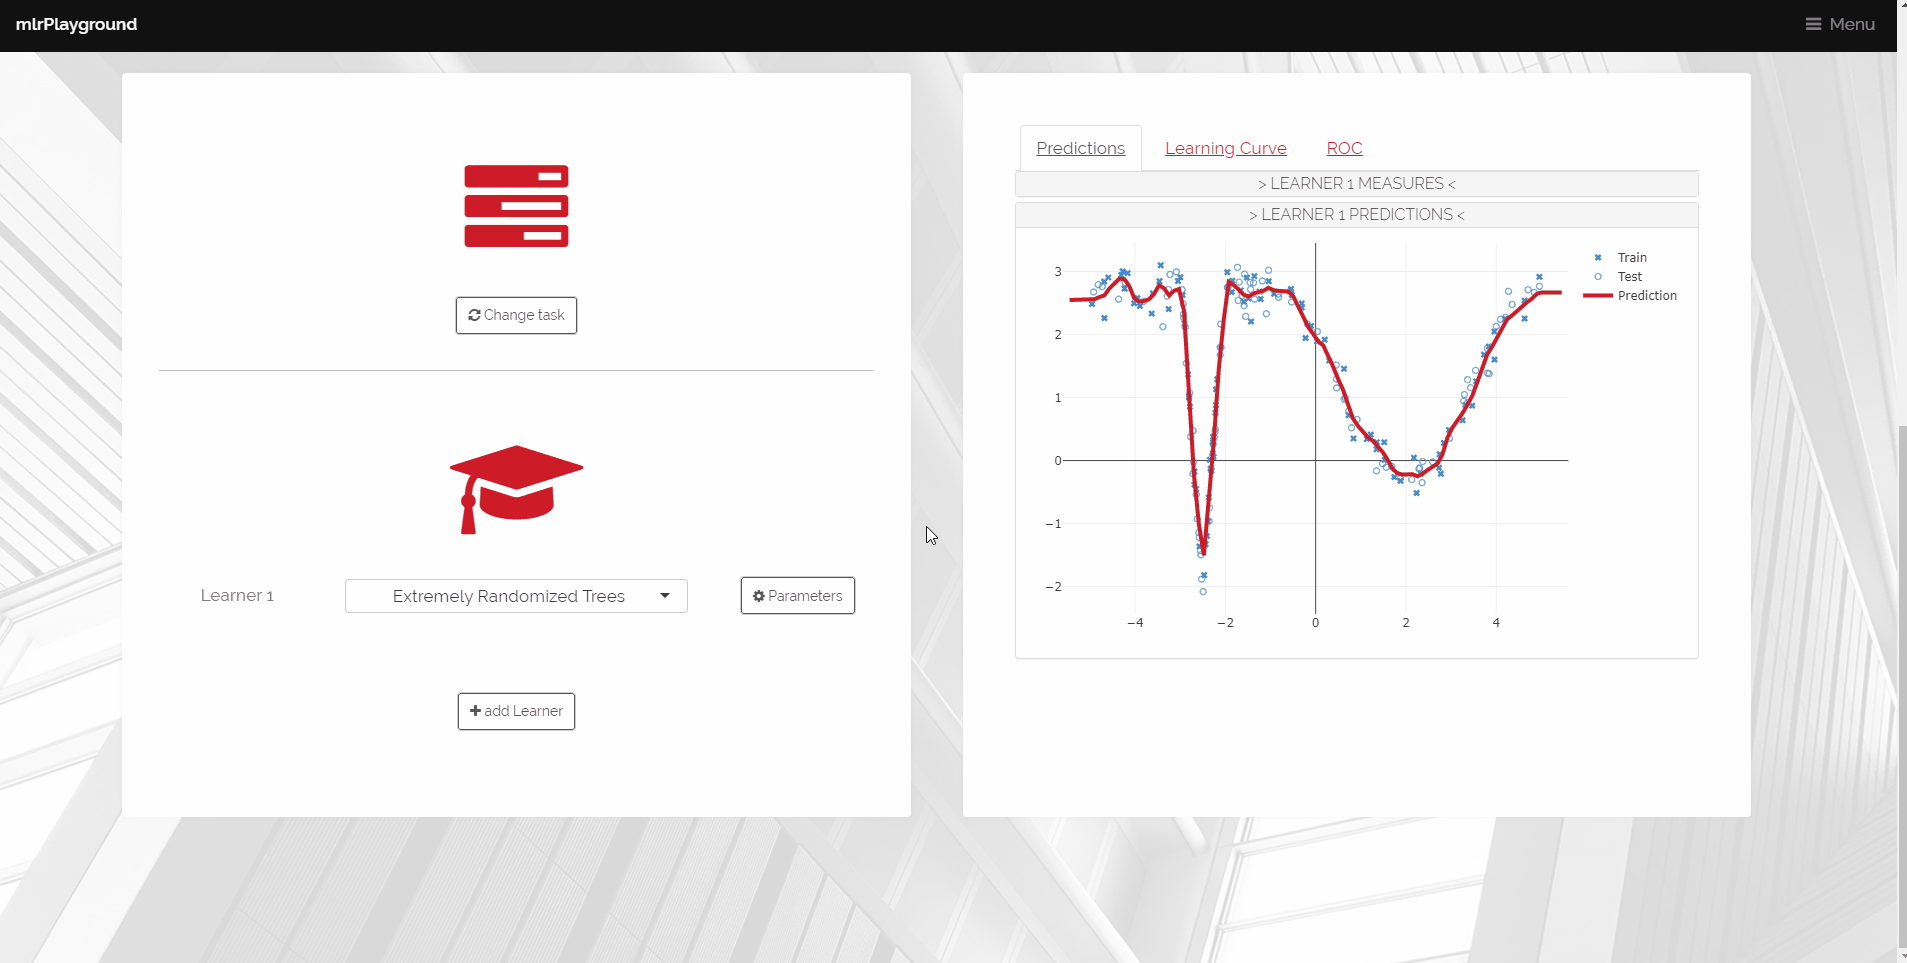 mlrPlayground
Menu
Change task
Learner 1
Extremely Randomized Trees
Parameters
add Learner
Predictions
Learning Curve
ROC
> LEARNER 1 MEASURES <
> LEARNER 1 PREDICTIONS <
3
2
1
0
−1
−2
−4
−2
0
2
4
Train
Test
Prediction